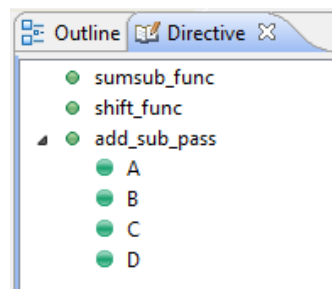 Outline Directive
sumsub_func
shift_func
add_sub_pass
A
B
C
D